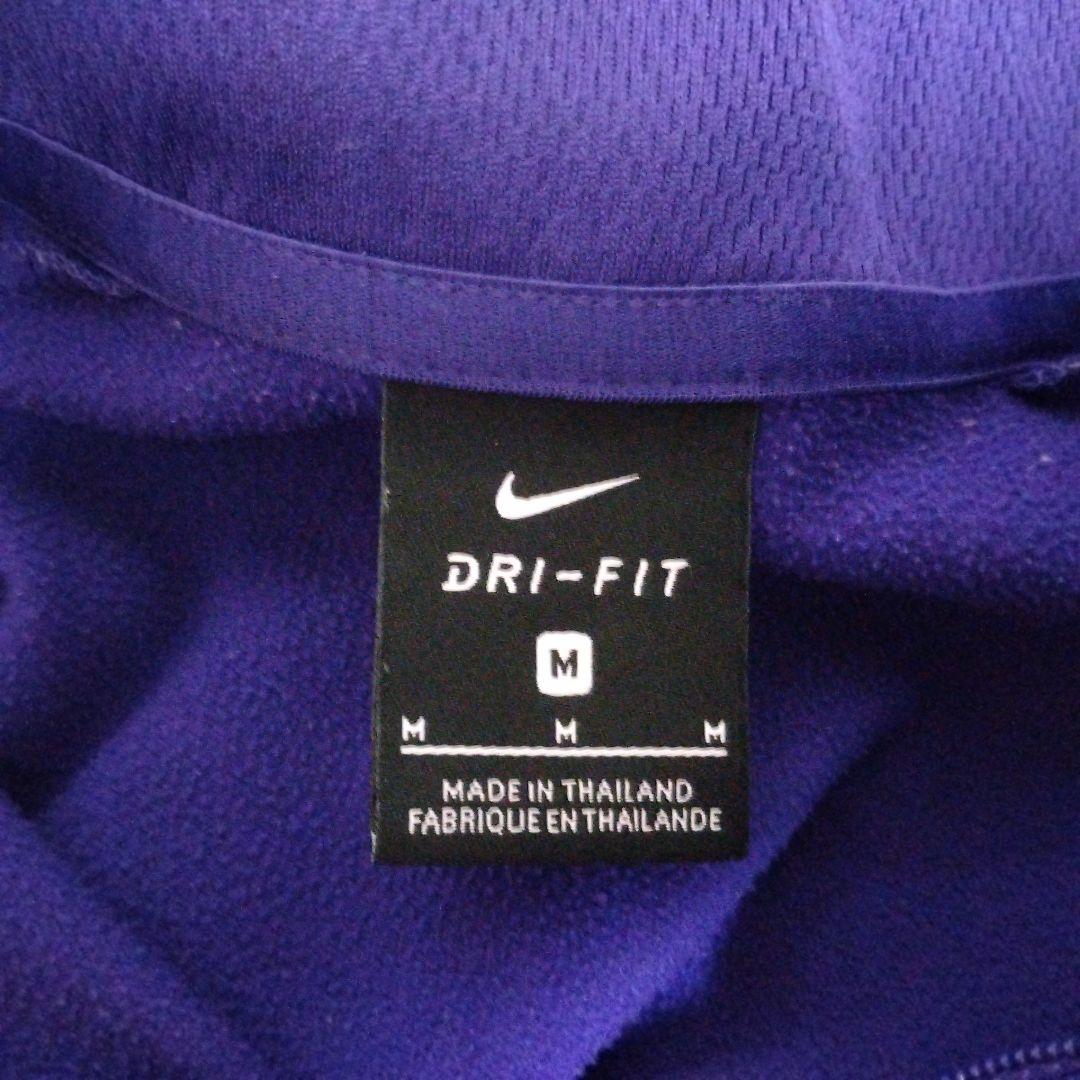 DRI-FIT
M
M M M
MADE IN THAILAND
FABRIQUE EN THAILANDE